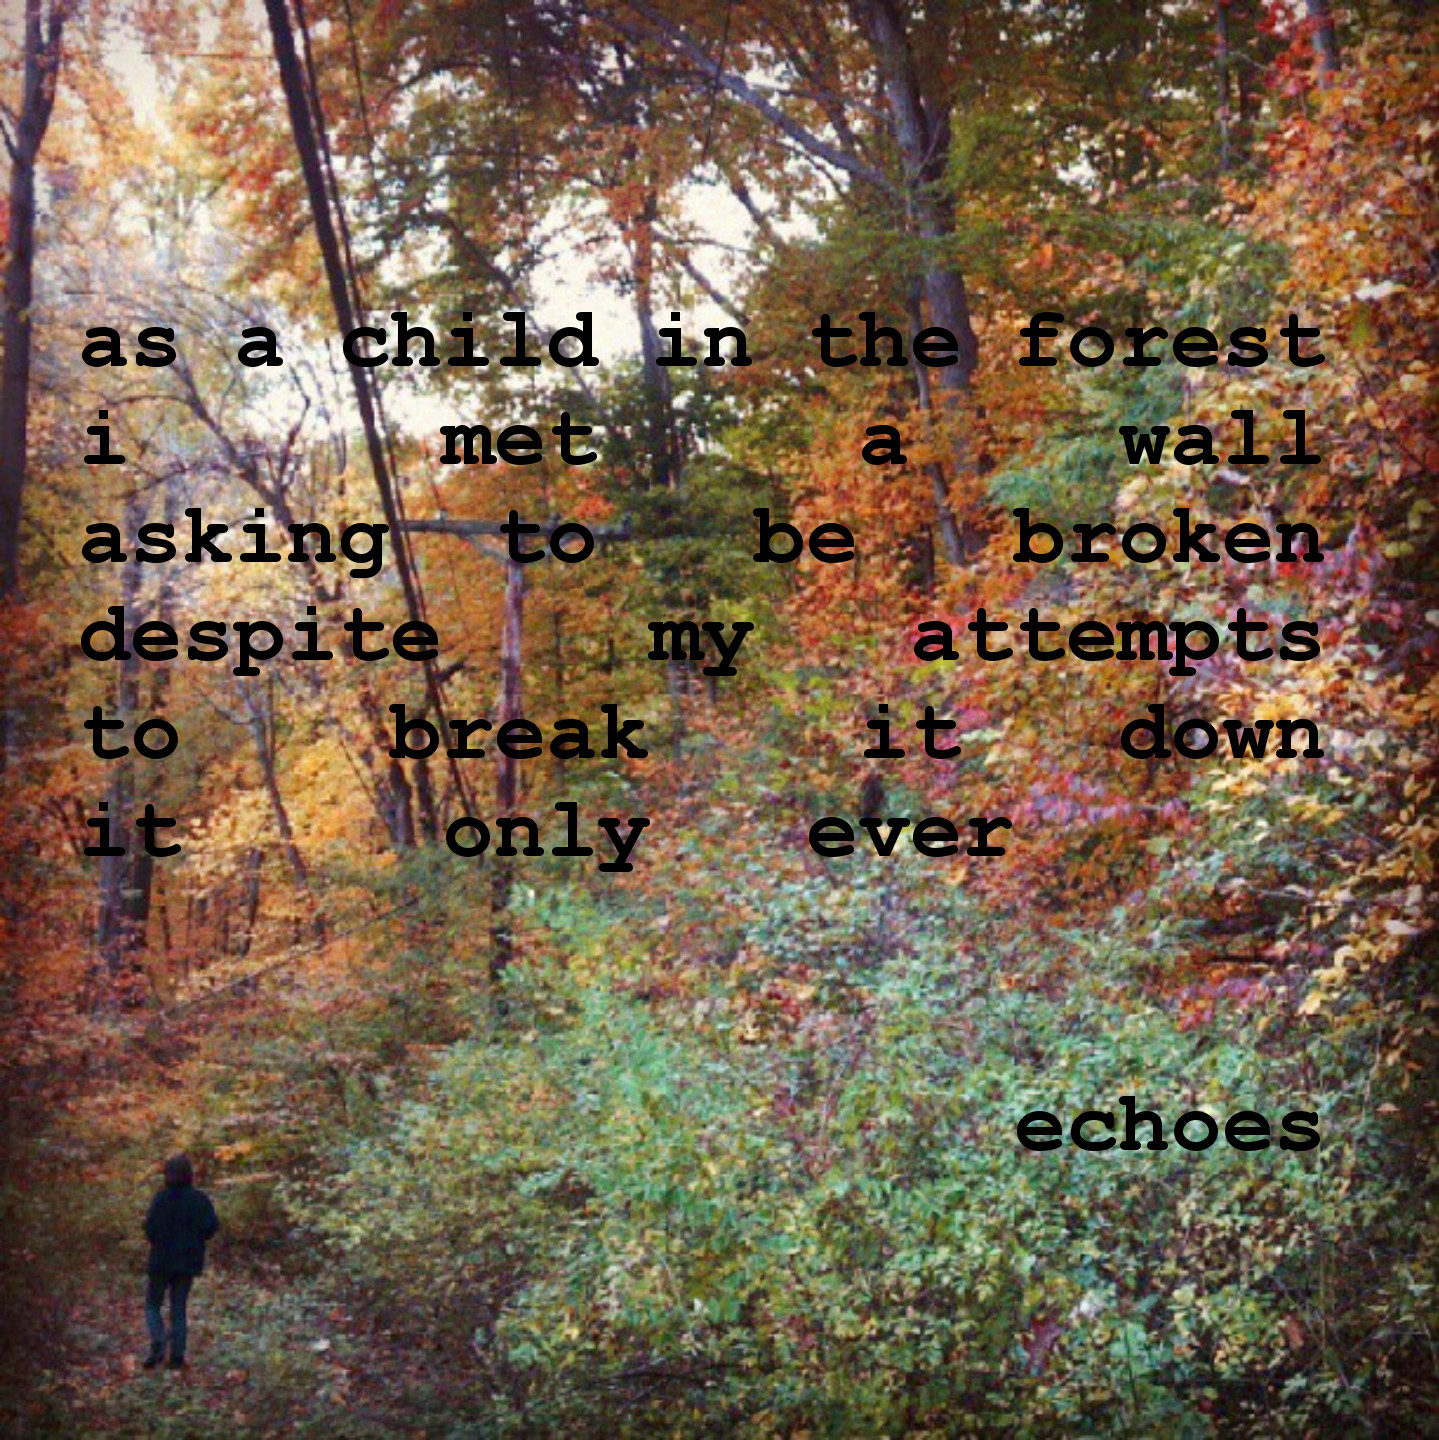 as a child in the forest
i met a wall
asking to be broken
despite my attempts
to break it down
it only ever
echoes